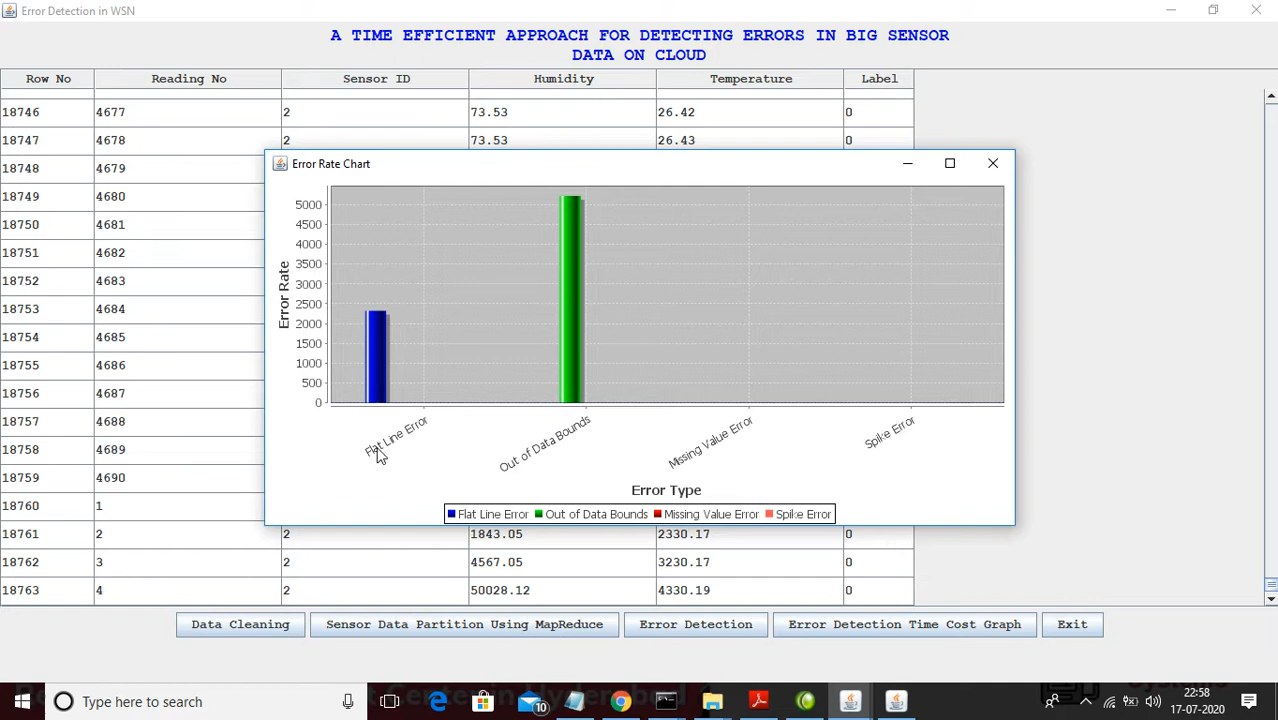 Error Detection in WSN
A TIME EFFICIENT APPROACH FOR DETECTING ERRORS IN BIG SENSOR
DATA ON CLOUD
Row No Reading No Sensor ID Humidity Temperature Label
18746 4677 2 73.53 26.42 0
18747 4678 2 73.53 26.43 0
18748 4679
18749 4680
18750 4681
18751 4682
18752 4683
18753 4684
18754 4685
18755 4686
18756 4687
18757 4688
18758 4689
18759 4690
18760 1
18761 2 2 1843.05 2330.17 0
18762 3 2 4567.05 3230.17 0
18763 4 2 50028.12 4330.19 0
Error Rate Chart
Error Rate
5000
4500
4000
3500
3000
2500
2000
1500
1000
500
0
Flat Line Error
Out of Data Bounds
Missing Value Error
Spike Error
Error Type
Flat Line Error Out of Data Bounds Missing Value Error Spike Error
Data Cleaning Sensor Data Partition Using MapReduce Error Detection Error Detection Time Cost Graph Exit
Type here to search
10
22:58
17-07-2020